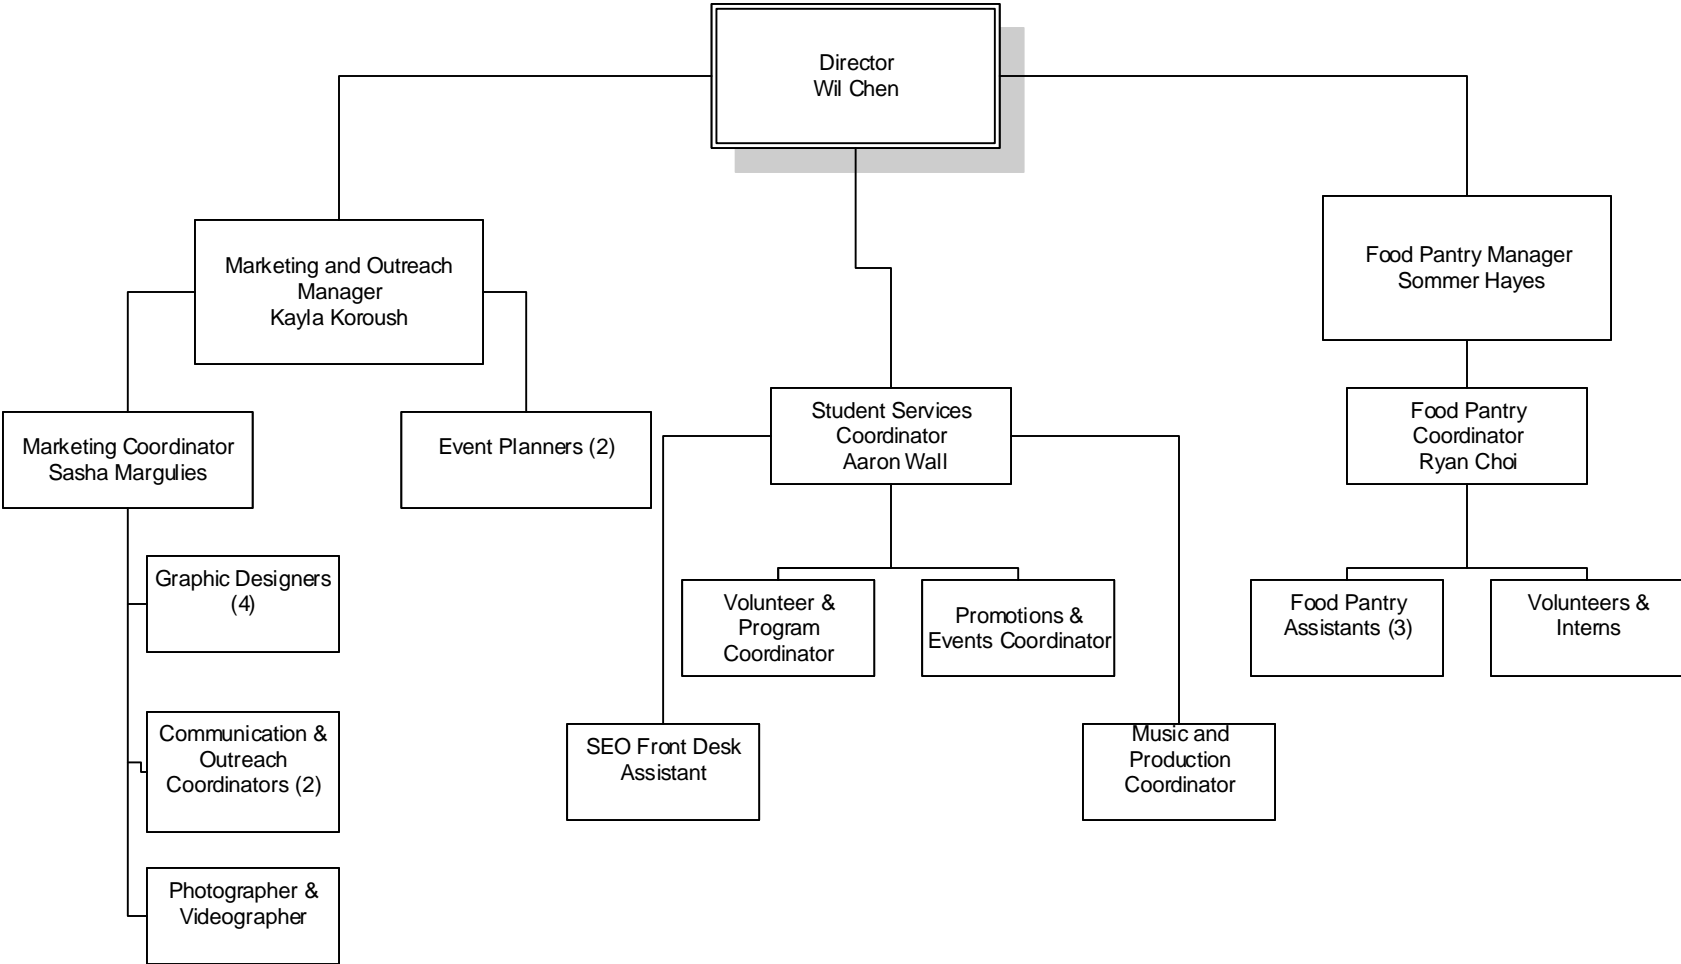 Director
Wil Chen
Marketing and Outreach
Manager
Kayla Koroush
Food Pantry Manager
Sommer Hayes
Marketing Coordinator
Sasha Margulies
Event Planners (2)
Student Services
Coordinator
Aaron Wall
Food Pantry
Coordinator
Ryan Choi
Graphic Designers
(4)
Volunteer &
Program
Coordinator
Promotions &
Events Coordinator
Food Pantry
Assistants (3)
Volunteers &
Interns
Communication &
Outreach
Coordinators (2)
SEO Front Desk
Assistant
Music and
Production
Coordinator
Photographer &
Videographer